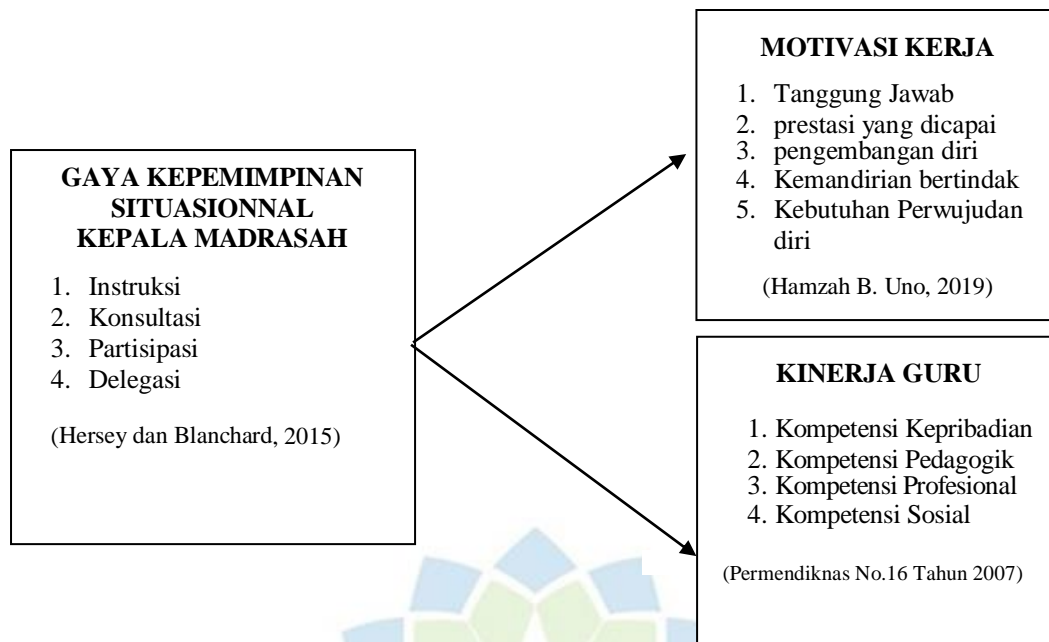 GAYA KEPEMIMPINAN
SITUASIONNAL
KEPALA MADRASAH
1. Instruksi
2. Konsultasi
3. Partisipasi
4. Delegasi
(Hersey dan Blanchard, 2015)
MOTIVASI KERJA
1. Tanggung Jawab
2. prestasi yang dicapai
3. pengembangan diri
4. Kemandirian bertindak
5. Kebutuhan Perwujudan
diri
(Hamzah B. Uno, 2019)
KINERJA GURU
1. Kompetensi Kepribadian
2. Kompetensi Pedagogik
3. Kompetensi Profesional
4. Kompetensi Sosial
(Permendiknas No.16 Tahun 2007)